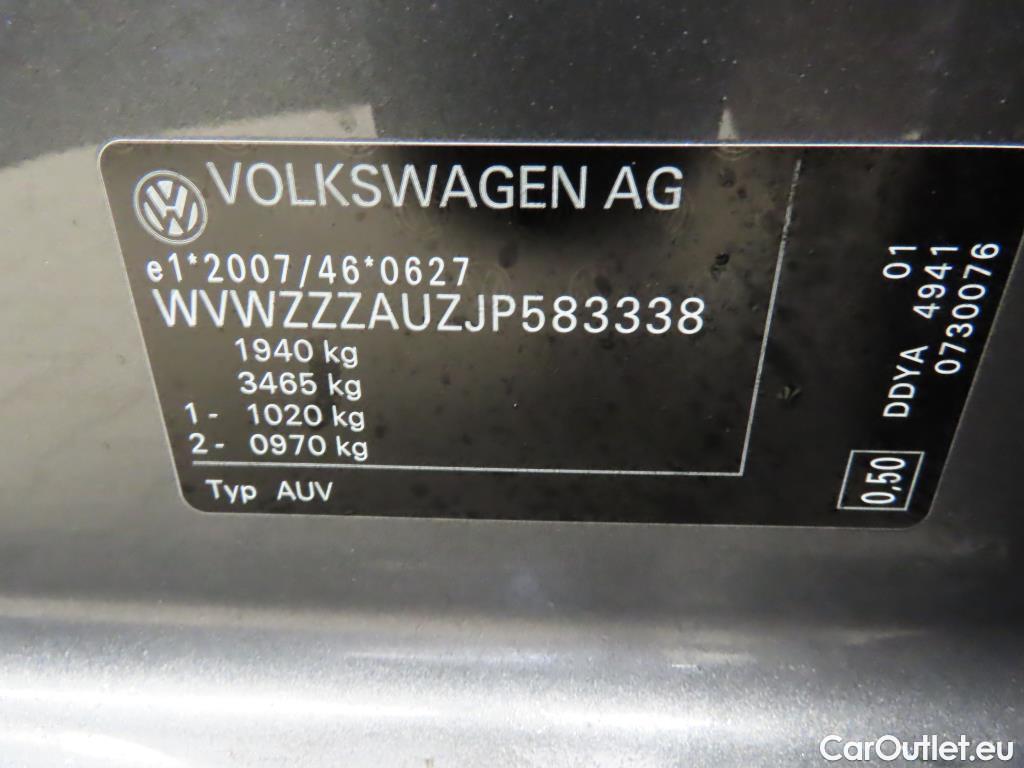 VOLKSWAGEN AG
e1*2007/46*0627
WVWZZZAUZJP583338
1940 kg
3465 kg
1- 1020 kg
2- 0970 kg
Typ AUV
01
DDYA 4941
0730076
0,50
CarOutlet.eu